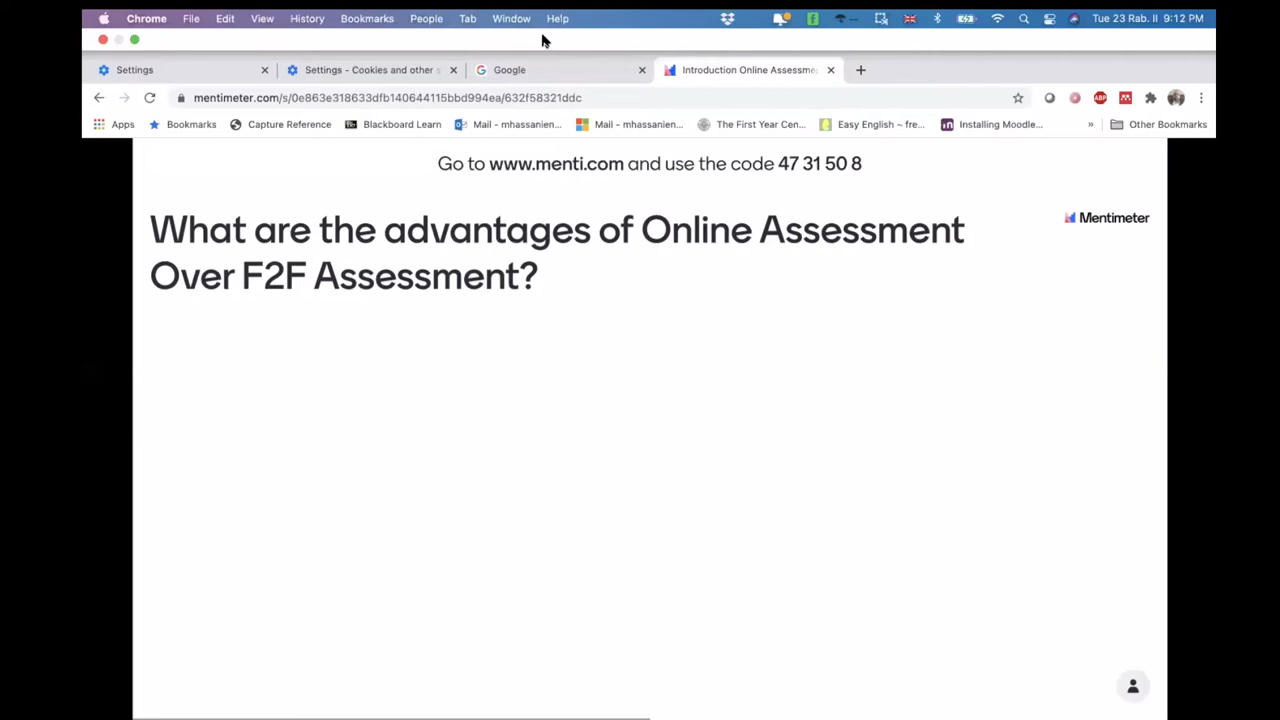 Chrome File Edit View History Bookmarks People Tab Window Help Tue 23 Rab. II 9:12 PM
Settings Settings - Cookies and other s Google Introduction Online Assessme
mentimeter.com/s/0e863e318633dfb140644115bbd994ea/632f58321ddc ABP
Apps Bookmarks Capture Reference Blackboard Learn Mail - mhassanien... Mail - mhassanien... The First Year Cen... Easy English ~ fre... Installing Moodle... » Other Bookmarks
Go to www.menti.com and use the code 47 31 50 8
What are the advantages of Online Assessment
Over F2F Assessment?
Mentimeter